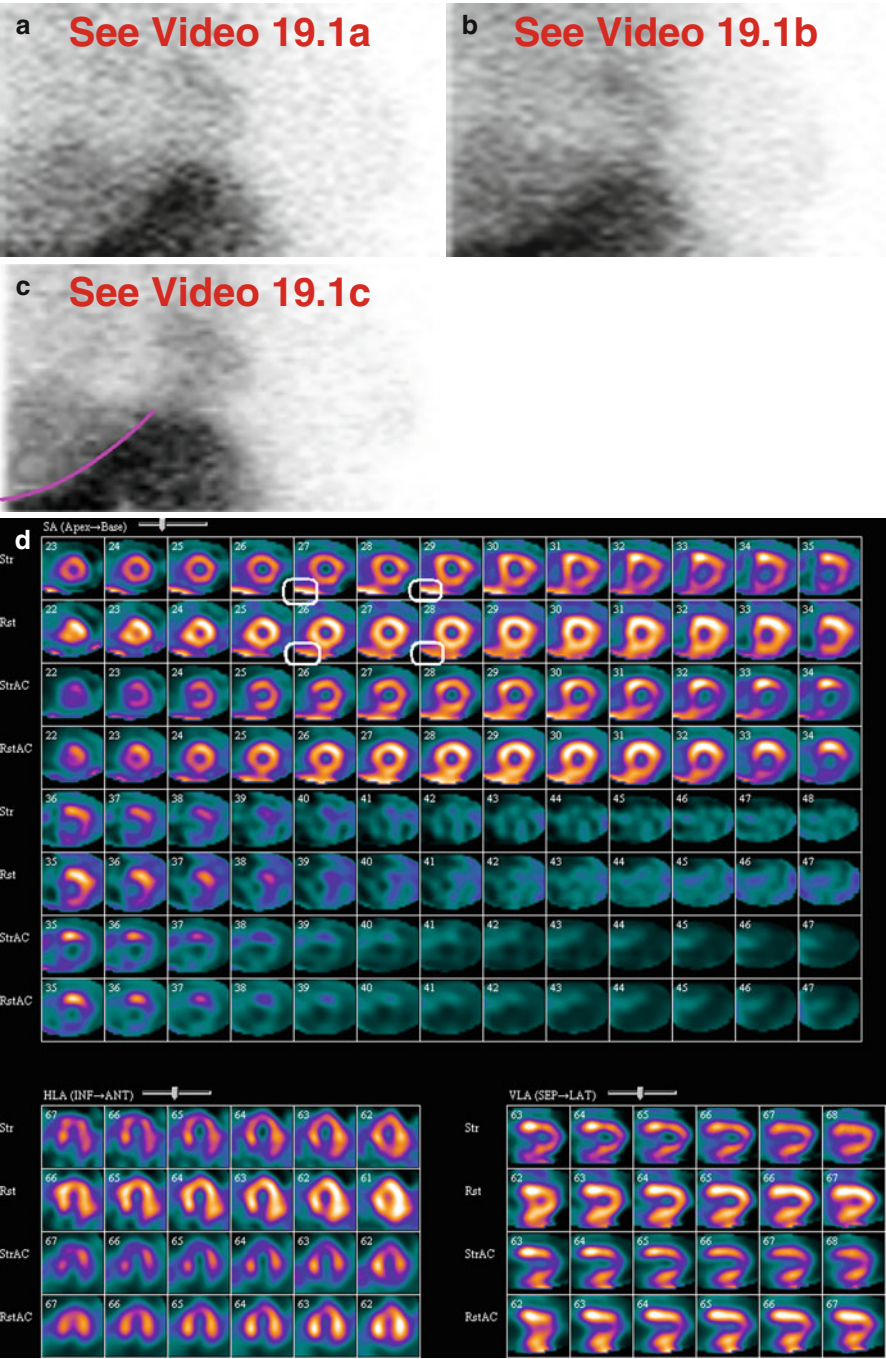 a See Video 19.1a
b See Video 19.1b
c See Video 19.1c
d SA (Apex→Base)
Str 23 24 25 26 27 28 29 30 31 32 33 34 35
Rst 22 23 24 25 26 27 28 29 30 31 32 33 34
StrAC 22 23 24 25 26 27 28 30 30 31 32 33 34
RstAC 22 23 24 25 26 27 28 29 30 31 32 33 34
Str 36 37 38 39 40 41 42 43 44 45 46 47 48
Rst 35 36 37 38 39 40 41 42 43 44 45 46 47
StrAC 35 36 37 38 39 40 41 42 43 44 45 46 47
RstAC 35 36 37 38 39 40 41 42 43 44 45 46 47
HLA (INF→ANT)
Str 67 66 65 64 63 62
Rst 66 65 64 63 62 61
StrAC 67 66 65 64 63 62
RstAC 67 66 65 64 63 62
VLA (SEP→LAT)
Str 63 64 65 66 67 68
Rst 62 63 64 65 66 67
StrAC 63 64 65 66 67 68
RstAC 62 63 64 65 66 67